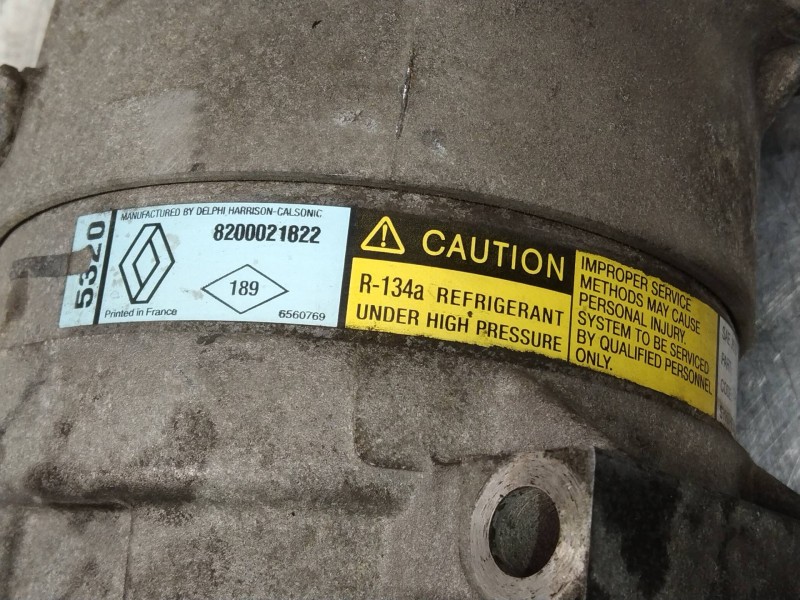 5320
MANUFACTURED BY DELPHI HARRISON-CALSONIC
8200021822
189
Printed in France
6560769
CAUTION
R-134a REFRIGERANT
UNDER HIGH PRESSURE
IMPROPER SERVICE
METHODS MAY CAUSE
PERSONAL INJURY.
SYSTEM TO BE SERVICED
BY QUALIFIED PERSONNEL
ONLY.